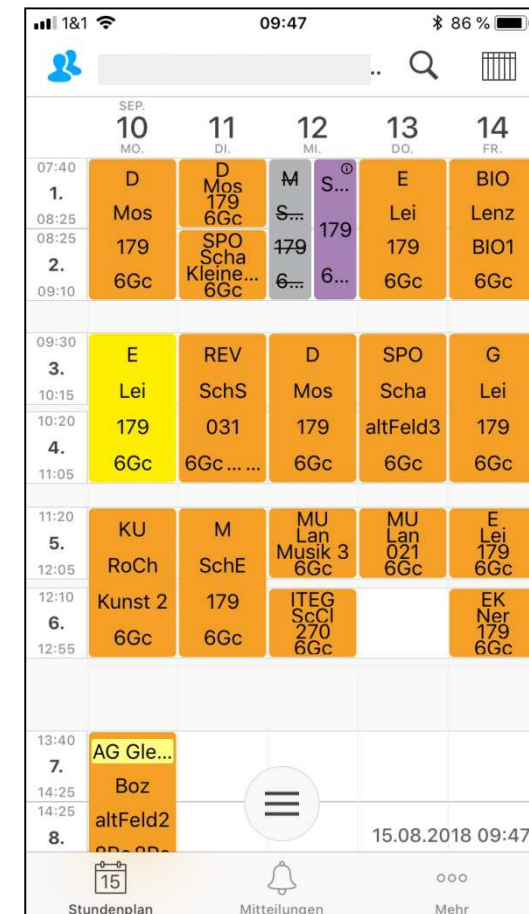 1&1 09:47 86 %
..
SEP.
10 11 12 13 14
MO. DI. MI. DO. FR.
07:40
1.
08:25
08:25
2.
09:10
D
Mos
179
6Gc
D
Mos
179
6Gc
SPO
Scha
Kleine...
6Gc
M
S...
179
6...
S...
179
6...
E
Lei
179
6Gc
BIO
Lenz
BIO1
6Gc
09:30
3.
10:15
10:20
4.
11:05
E
Lei
179
6Gc
REV
SchS
031
6Gc ... ...
D
Mos
179
6Gc
SPO
Scha
altFeld3
6Gc
G
Lei
179
6Gc
11:20
5.
12:05
12:10
6.
12:55
KU
RoCh
Kunst 2
6Gc
M
SchE
179
6Gc
MU
Lan
Musik 3
6Gc
ITEG
ScCl
270
6Gc
MU
Lan
021
6Gc
E
Lei
179
6Gc
EK
Ner
179
6Gc
13:40
7.
14:25
14:25
8.
AG Gle...
Boz
altFeld2
15.08.2018 09:47
15
Stundenplan Mitteilungen Mehr